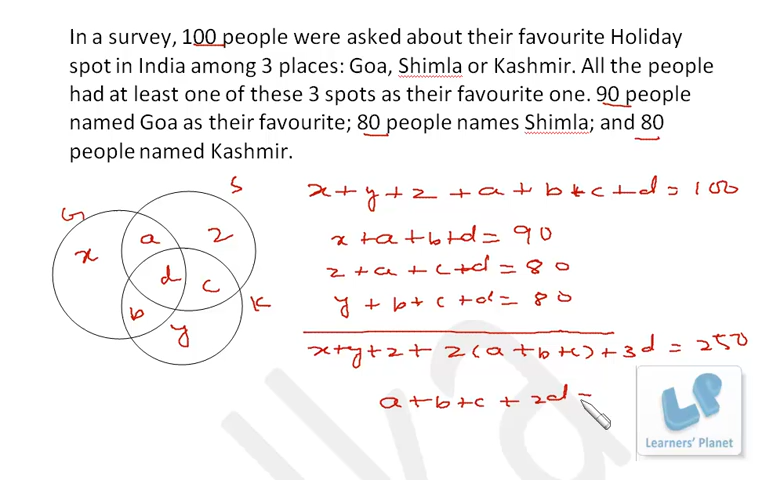 In a survey, 100 people were asked about their favourite Holiday
spot in India among 3 places: Goa, Shimla or Kashmir. All the people
had at least one of these 3 spots as their favourite one. 90 people
named Goa as their favourite; 80 people names Shimla; and 80
people named Kashmir.
G
S
x
a
z
d
c
b
y
K
x + y + z + a + b + c + d = 100
x + a + b + d = 90
z + a + c + d = 80
y + b + c + d = 80
x + y + z + 2(a + b + c) + 3d = 250
a + b + c + 2d =
LP
Learners' Planet